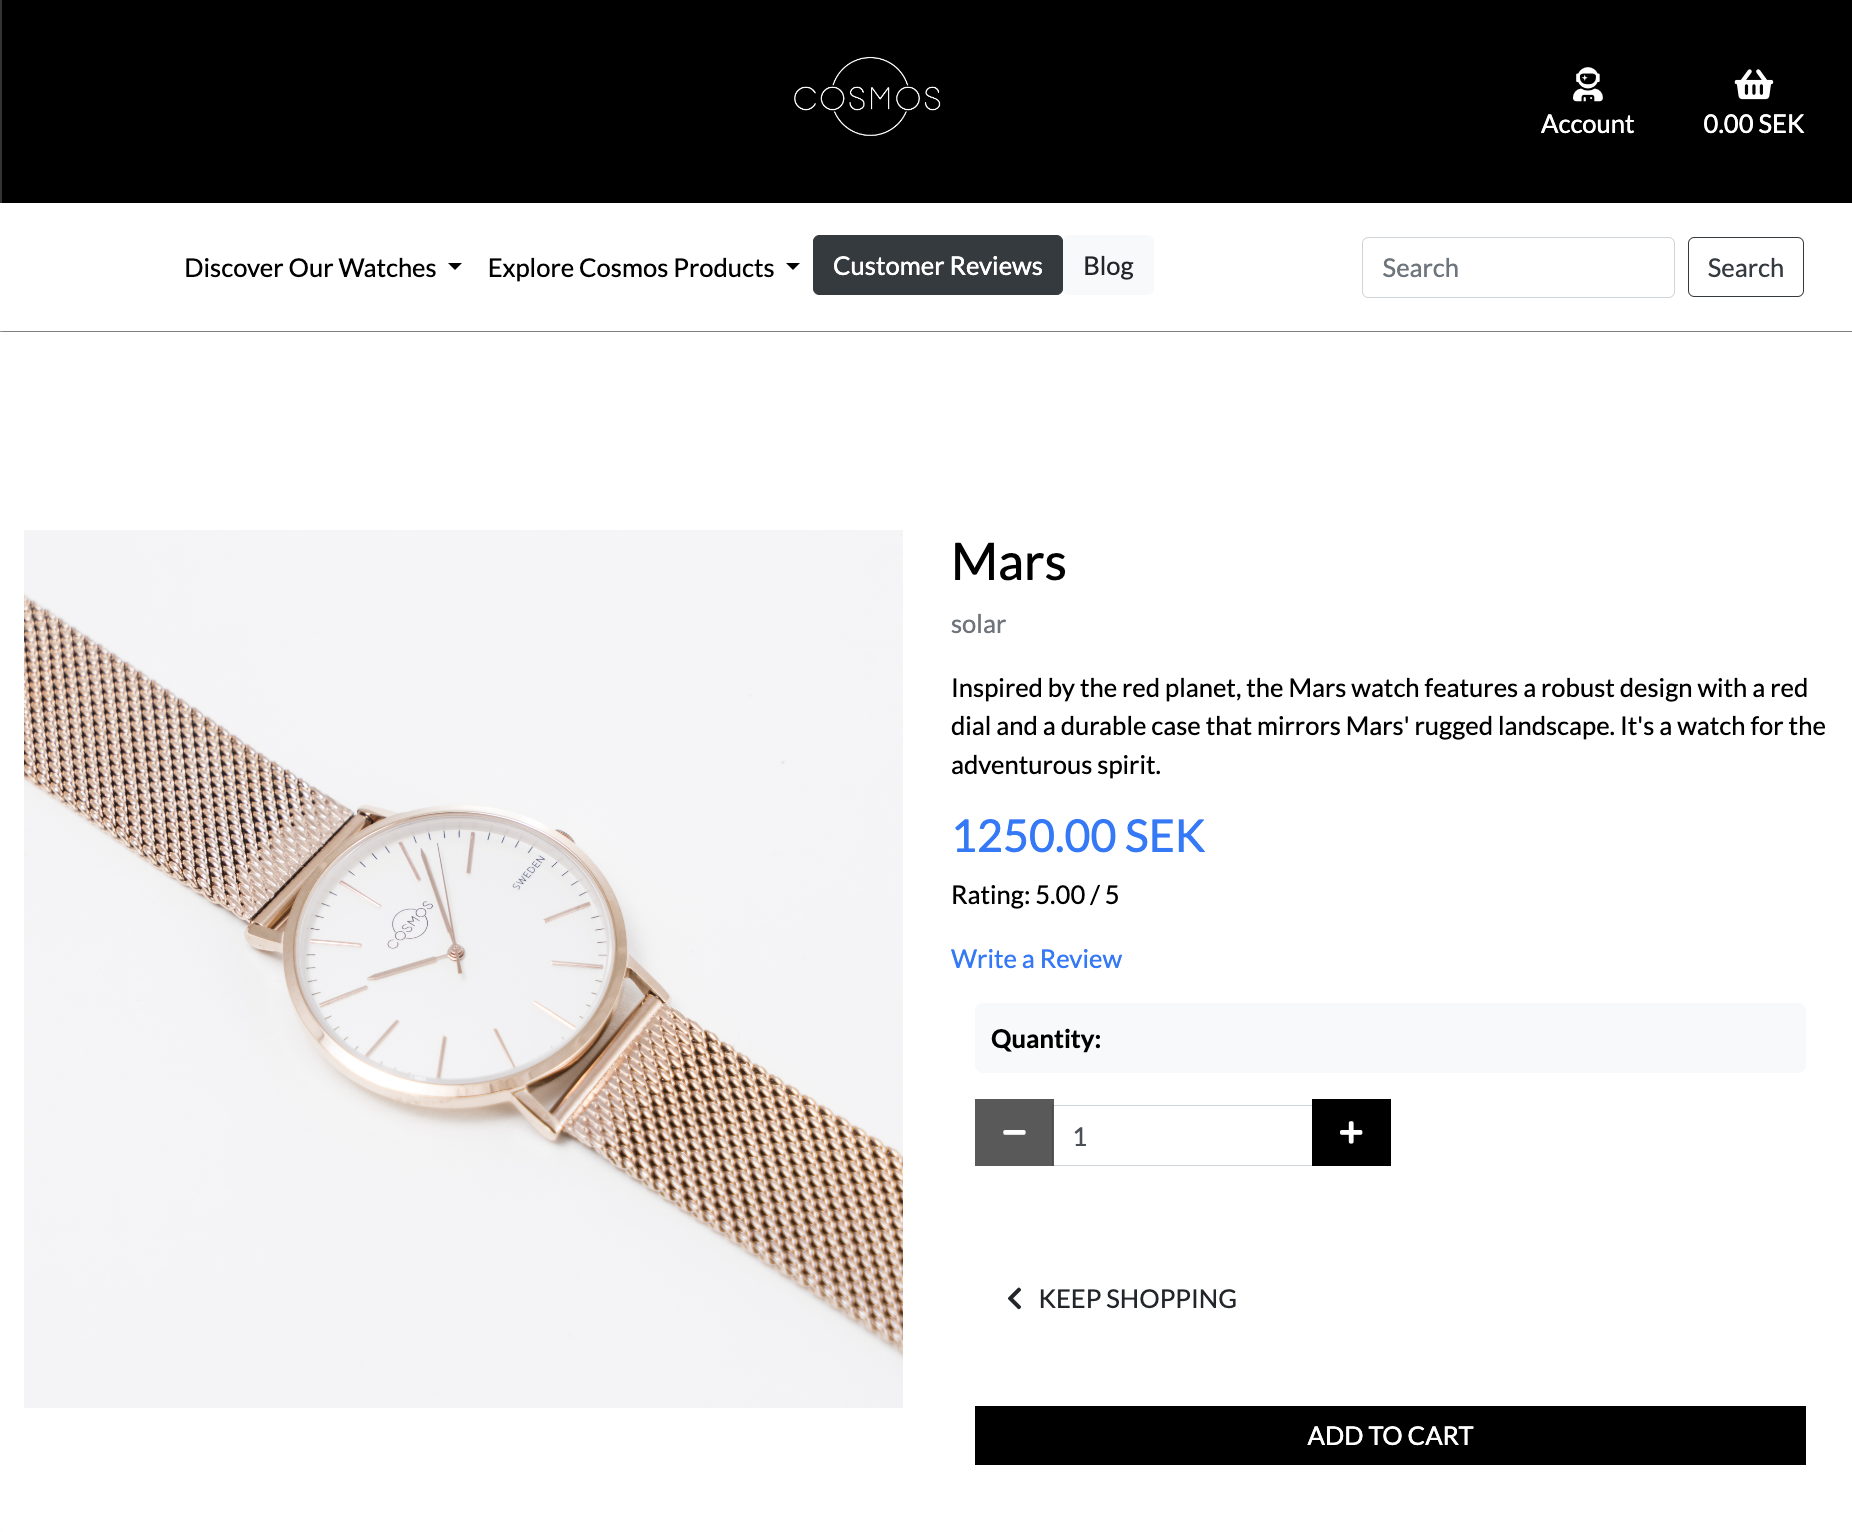 COSMOS
Account
0.00 SEK
Discover Our Watches
Explore Cosmos Products
Customer Reviews
Blog
Search
Search
Mars
solar
Inspired by the red planet, the Mars watch features a robust design with a red
dial and a durable case that mirrors Mars' rugged landscape. It's a watch for the
adventurous spirit.
1250.00 SEK
Rating: 5.00 / 5
Write a Review
Quantity:
1
KEEP SHOPPING
ADD TO CART
COSMOS
SWEDEN